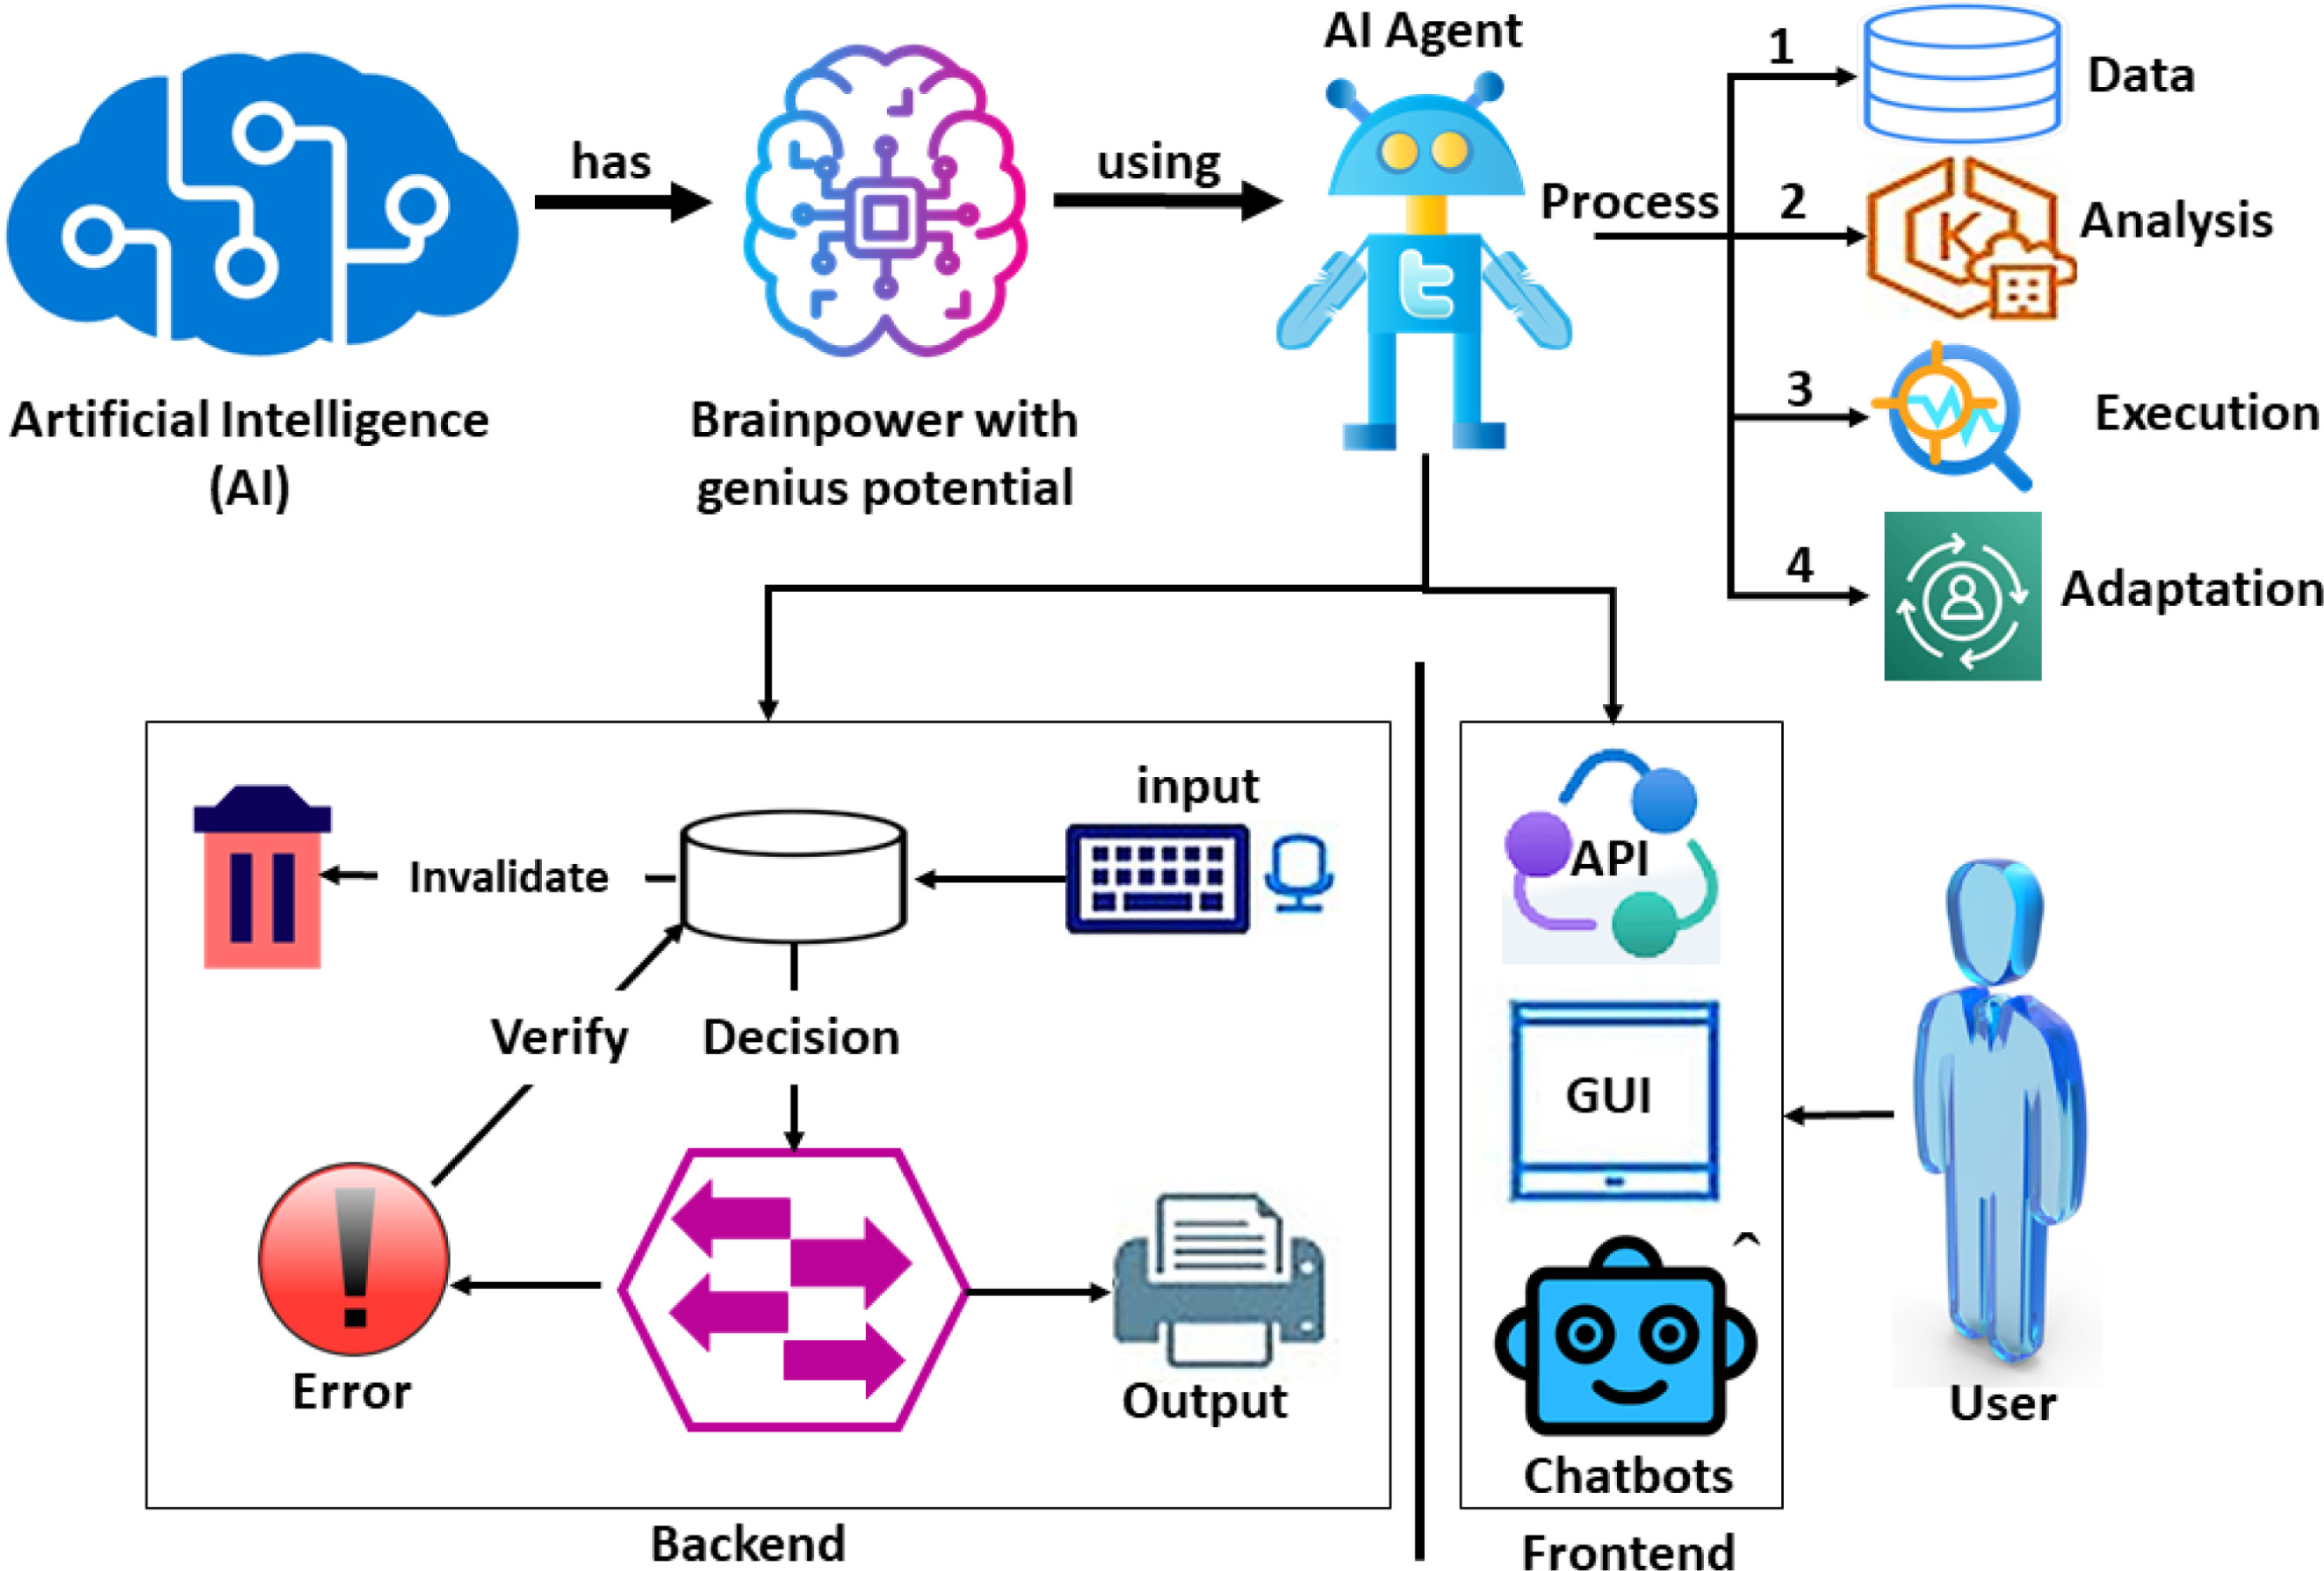 AI Agent
1
Data
has
using
Process
2
Analysis
K
t
Artificial Intelligence
(AI)
Brainpower with
genius potential
3
Execution
4
Adaptation
input
Invalidate
API
Verify
Decision
GUI
^
Error
Output
User
Chatbots
Backend
Frontend